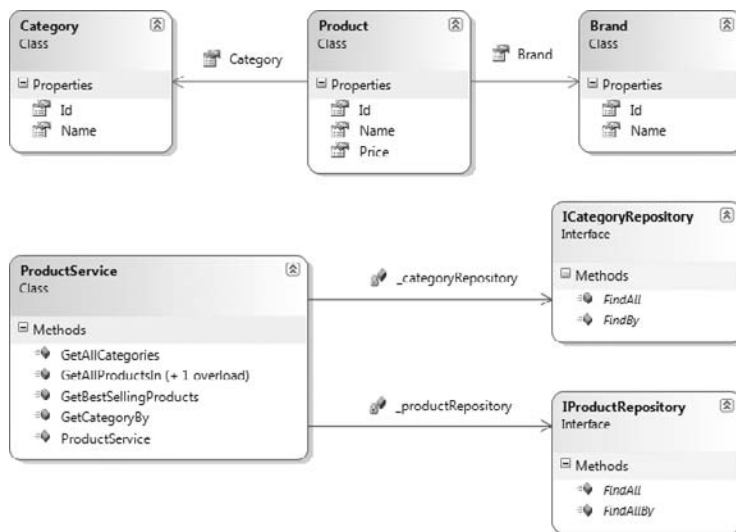 Category
Class
Properties
Id
Name
Category
Product
Class
Properties
Id
Name
Price
Brand
Brand
Class
Properties
Id
Name
ProductService
Class
Methods
GetAllCategories
GetAllProductsIn (+ 1 overload)
GetBestSellingProducts
GetCategoryBy
ProductService
_categoryRepository
ICategoryRepository
Interface
Methods
FindAll
FindBy
_productRepository
IProductRepository
Interface
Methods
FindAll
FindAllBy